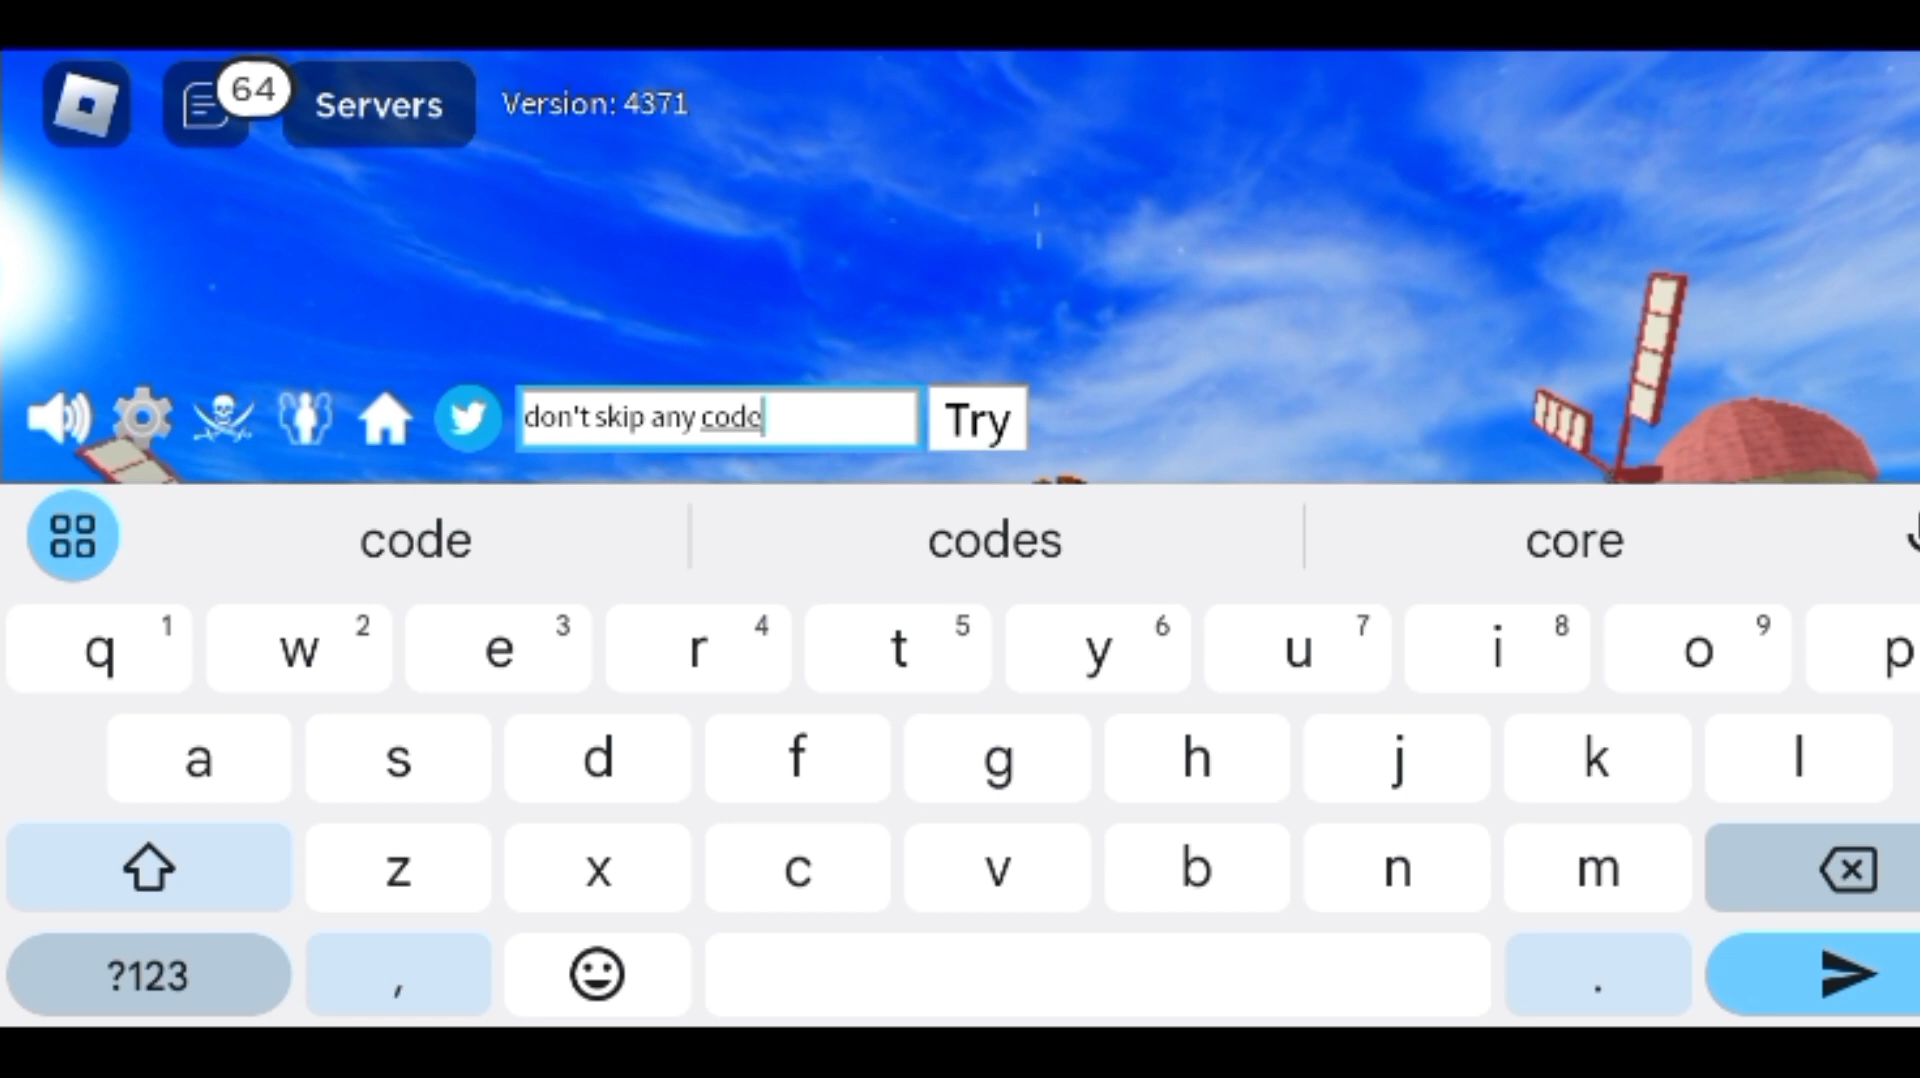 64
Servers
Version: 4371
don't skip any code
Try
code
codes
core
q 1 w 2 e 3 r 4 t 5 y 6 u 7 i 8 o 9 p
a s d f g h j k l
z x c v b n m
?123 , .